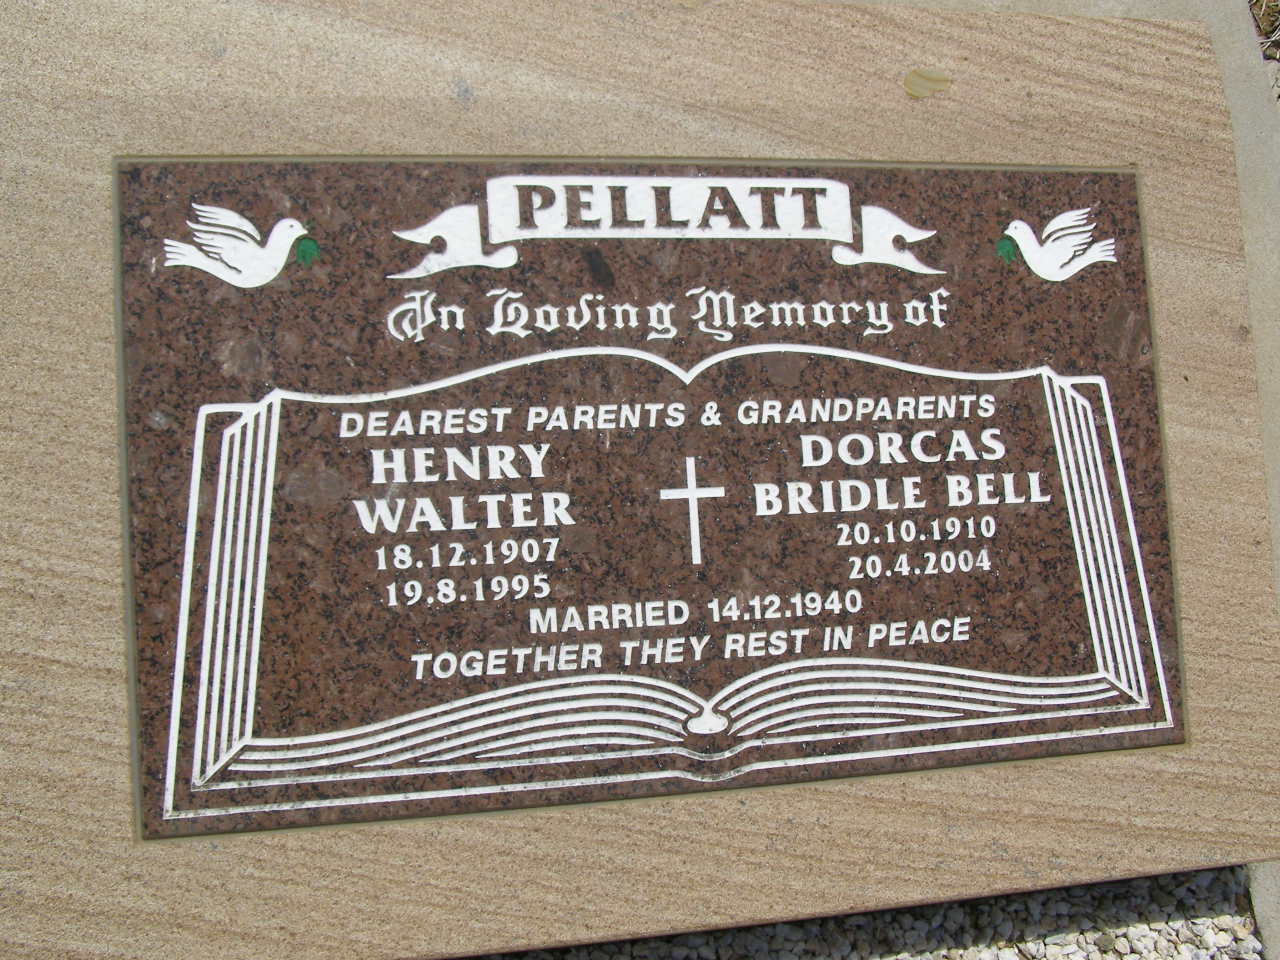 PELLATT
In Loving Memory of
DEAREST PARENTS & GRANDPARENTS
HENRY
WALTER
18.12.1907
19.8.1995
DORCAS
BRIDLE BELL
20.10.1910
20.4.2004
MARRIED 14.12.1940
TOGETHER THEY REST IN PEACE